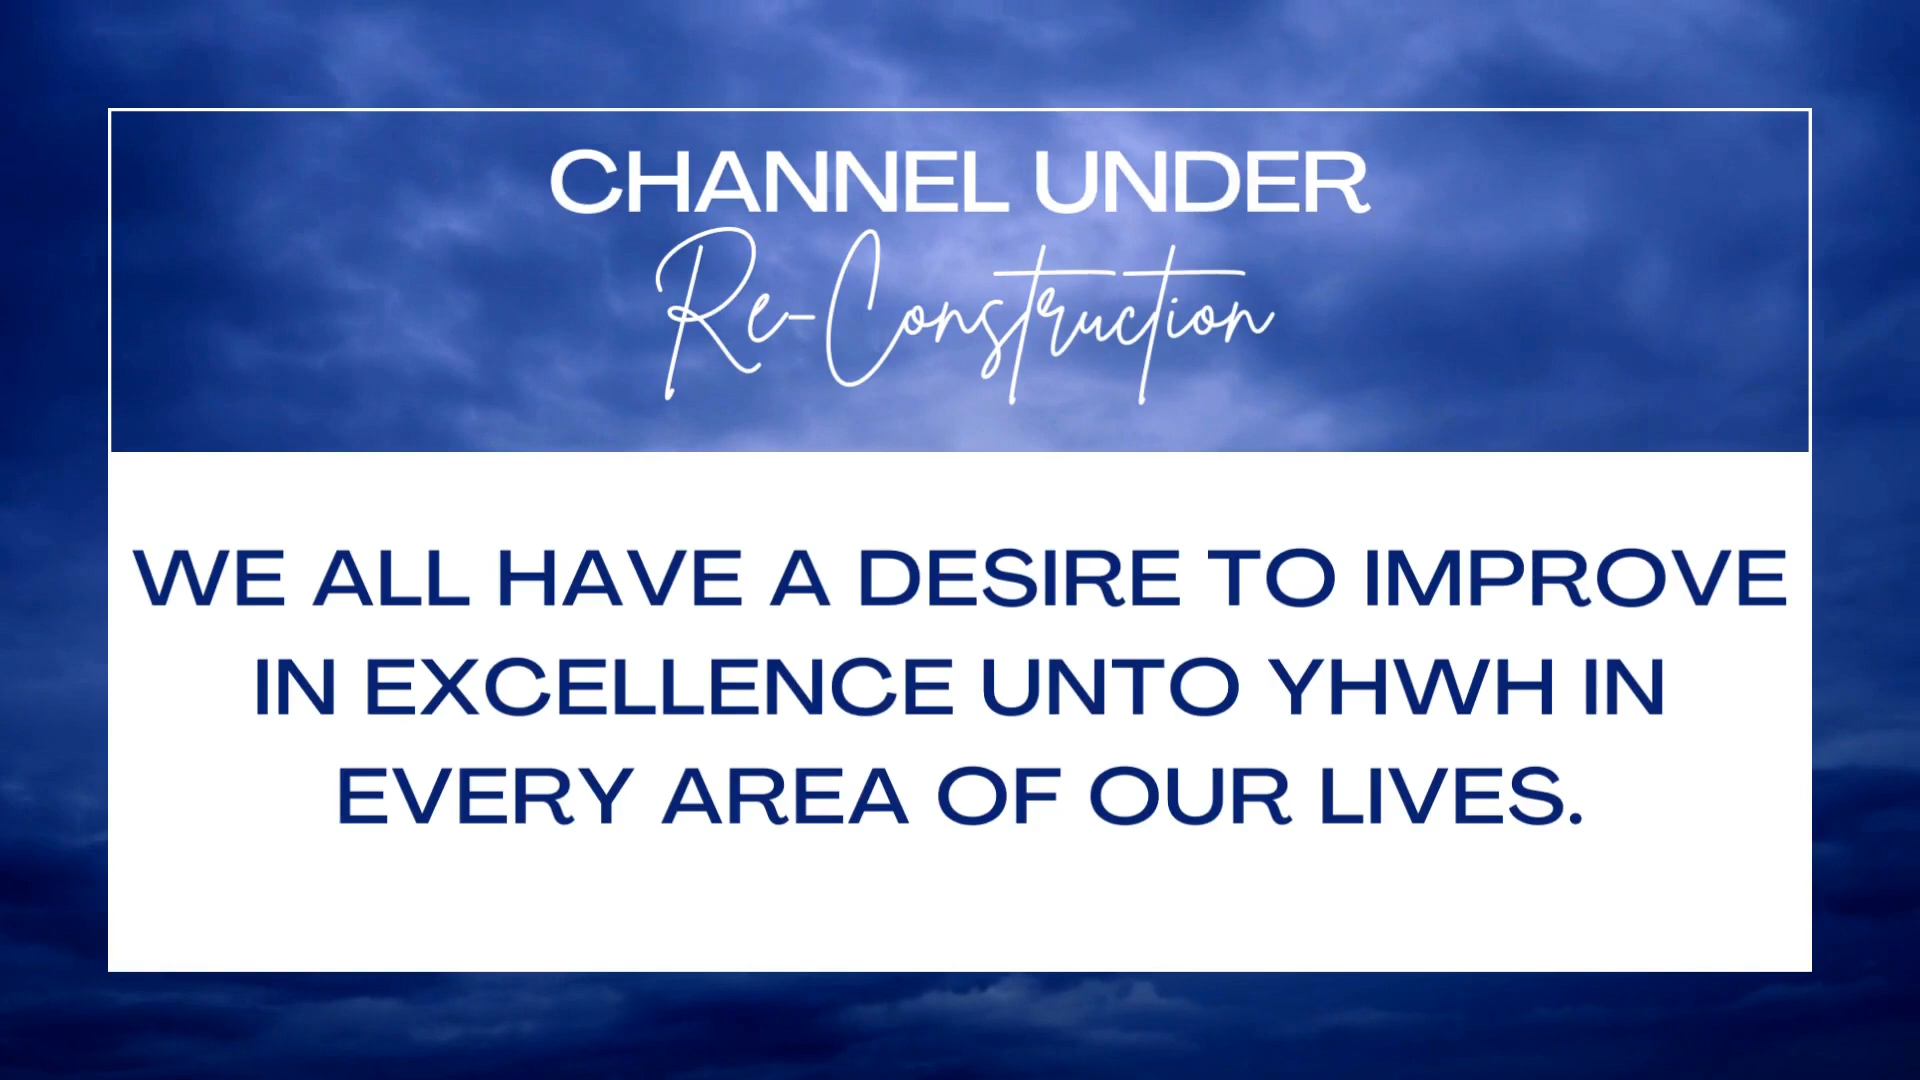 CHANNEL UNDER
Re-Construction
WE ALL HAVE A DESIRE TO IMPROVE
IN EXCELLENCE UNTO YHWH IN
EVERY AREA OF OUR LIVES.